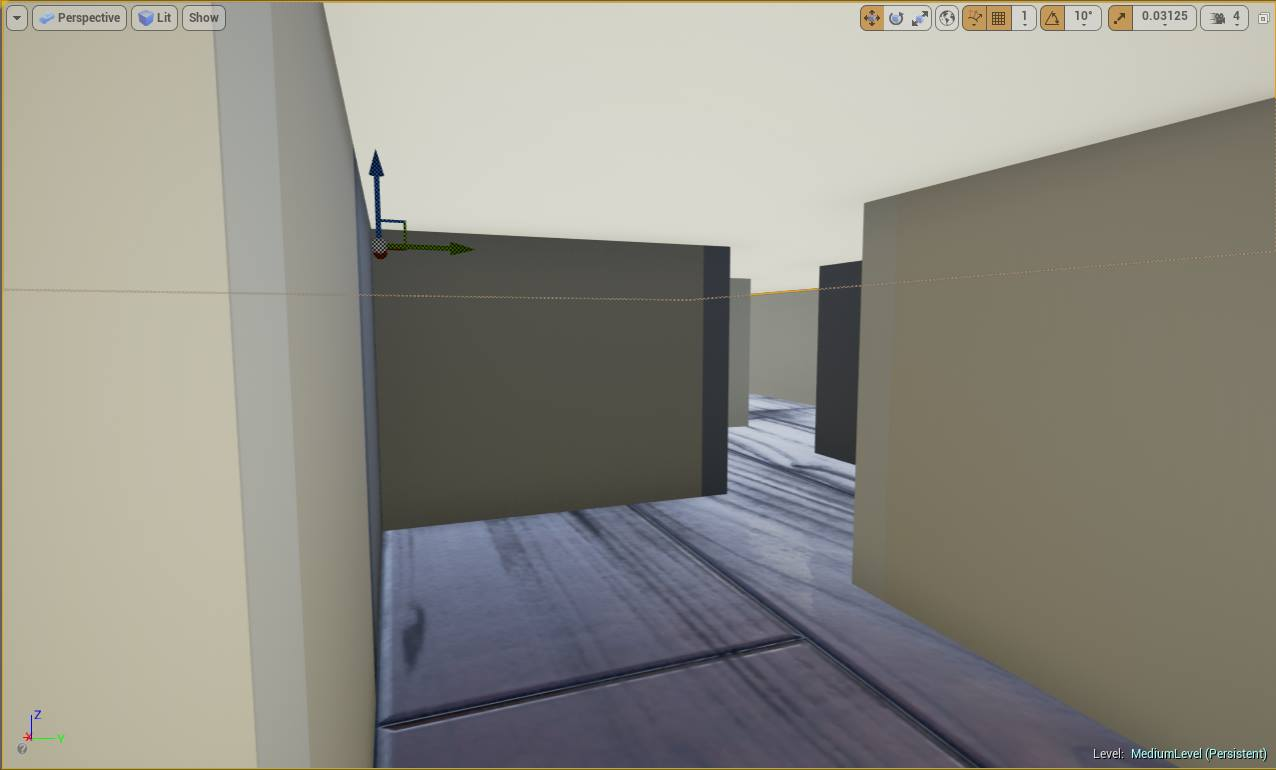 Perspective Lit Show 1 10° 0.03125 4
Z
X Y
?
Level: MediumLevel (Persistent)